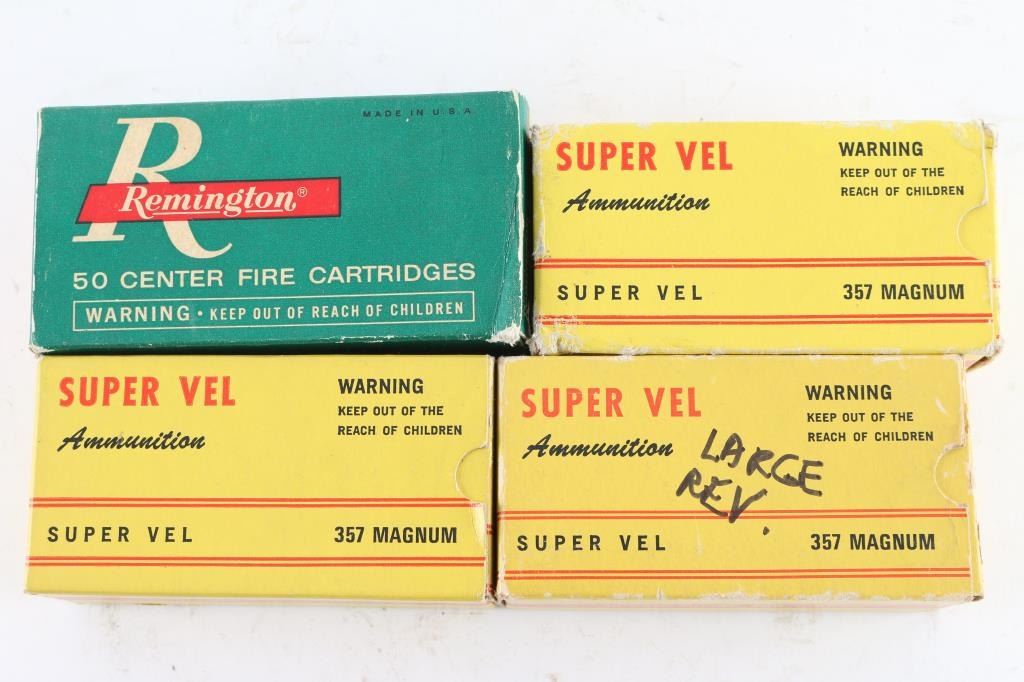 MADE IN U.S.A.
R
Remington®
50 CENTER FIRE CARTRIDGES
WARNING • KEEP OUT OF REACH OF CHILDREN
SUPER VEL
Ammunition
WARNING
KEEP OUT OF THE
REACH OF CHILDREN
SUPER VEL 357 MAGNUM
SUPER VEL
Ammunition
WARNING
KEEP OUT OF THE
REACH OF CHILDREN
SUPER VEL 357 MAGNUM
SUPER VEL
Ammunition
WARNING
KEEP OUT OF THE
REACH OF CHILDREN
LARGE
REV.
SUPER VEL 357 MAGNUM